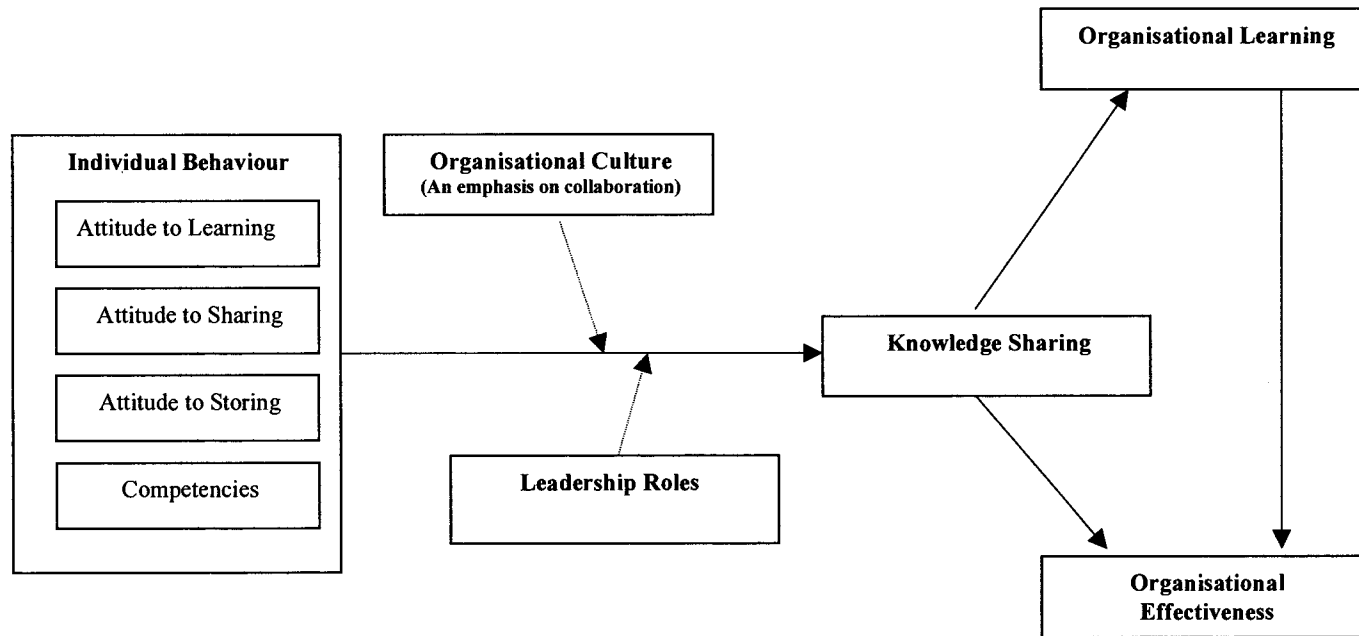 Organisational Learning
Individual Behaviour
Attitude to Learning
Attitude to Sharing
Attitude to Storing
Competencies
Organisational Culture
(An emphasis on collaboration)
Leadership Roles
Knowledge Sharing
Organisational
Effectiveness